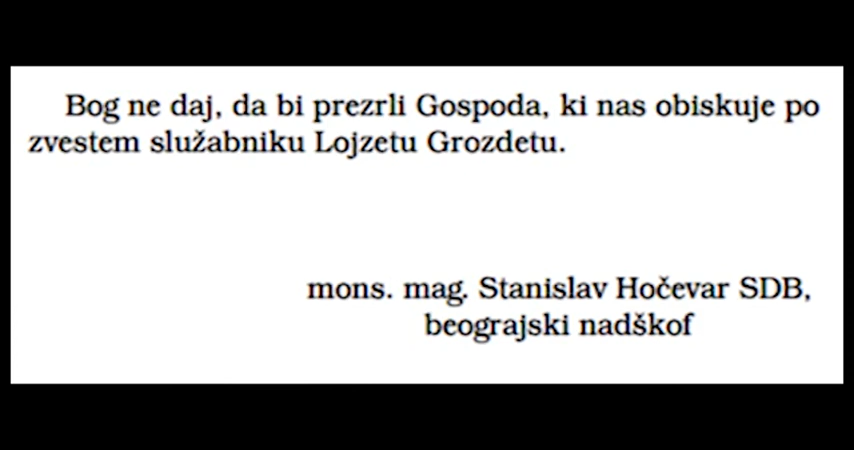 Bog ne daj, da bi prezrli Gospoda, ki nas obiskuje po
zvestem služabniku Lojzetu Grozdetu.
mons. mag. Stanislav Hočevar SDB,
beograjski nadškof